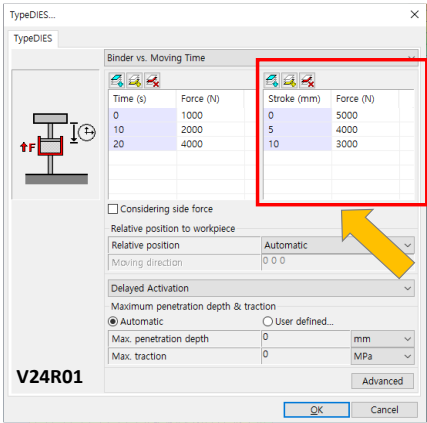 TypeDIES...
TypeDIES
Binder vs. Moving Time
Time (s) Force (N)
0 1000
10 2000
20 4000
Stroke (mm) Force (N)
0 5000
5 4000
10 3000
F
Considering side force
Relative position to workpiece
Relative position Automatic
Moving direction 0 0 0
Delayed Activation
Maximum penetration depth & traction
Automatic User defined...
Max. penetration depth 0 mm
Max. traction 0 MPa
V24R01
Advanced
OK Cancel